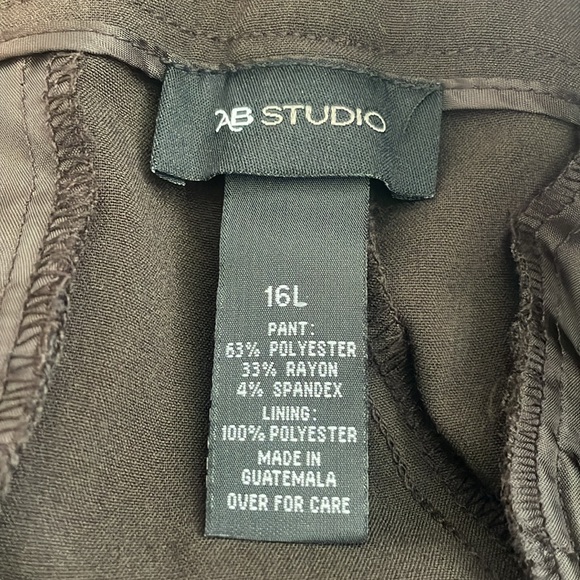 AB STUDIO
16L
PANT:
63% POLYESTER
33% RAYON
4% SPANDEX
LINING:
100% POLYESTER
MADE IN
GUATEMALA
OVER FOR CARE